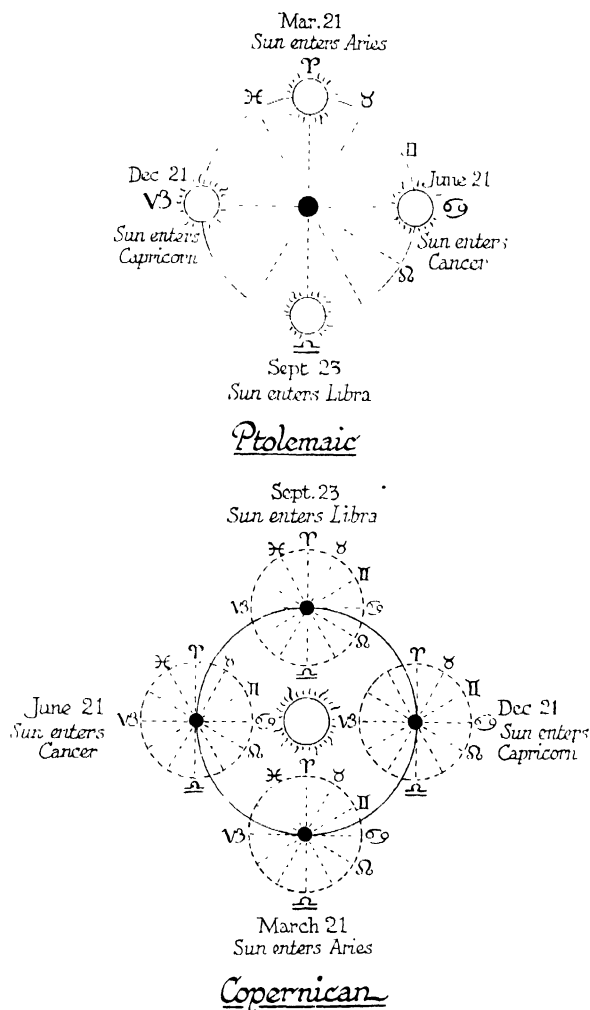 Mar. 21
Sun enters Aries
♈
♓ ♉
♊
Dec 21
♑
Sun enters
Capricorn
June 21
♋
Sun enters
Cancer
♌
♎
Sept 23
Sun enters Libra
Ptolemaic
Sept. 23
Sun enters Libra
♓ ♈ ♉
♊
♑ ♋
♌
♎
June 21
Sun enters
Cancer
♓ ♈ ♉
♊
♑ ♋
♌
♎
♈ ♉
♊
♑ ♋
♌
♎
Dec 21
Sun enters
Capricorn
♓ ♈ ♉
♊
♑ ♋
♌
♎
March 21
Sun enters Aries
Copernican